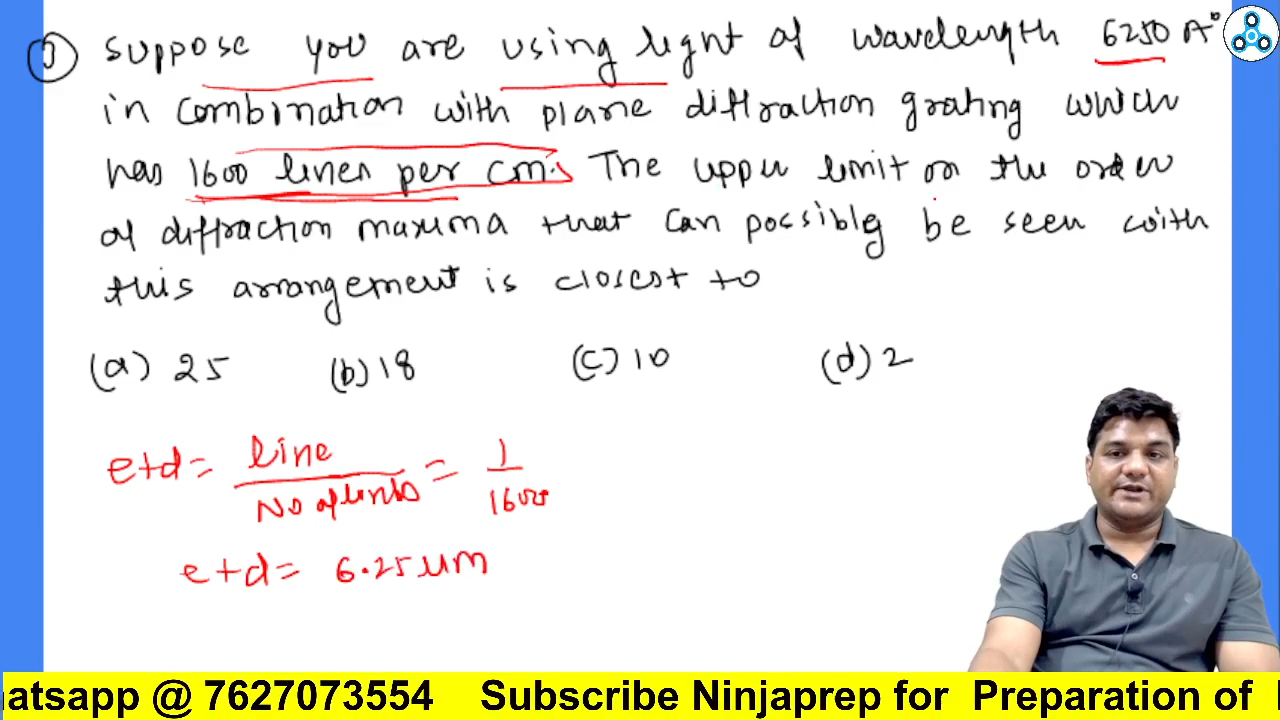 ① Suppose you are using light of wavelength 6250 A°
in combination with plane diffraction grating which
has 1600 lines per cm. The upper limit on the order
of diffraction maxima that can possibly be seen with
this arrangement is closest to
(a) 25 (b) 18 (c) 10 (d) 2
e+d = line / No of lines = 1 / 1600
e+d = 6.25 um
hatsapp @ 7627073554 Subscribe Ninjaprep for Preparation of